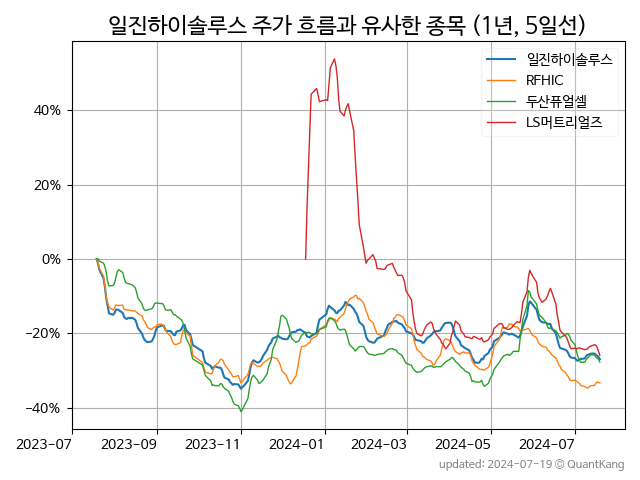 일진하이솔루스 주가 흐름과 유사한 종목 (1년, 5일선)
일진하이솔루스
RFHIC
두산퓨얼셀
LS머트리얼즈
40%
20%
0%
−20%
−40%
2023-07 2023-09 2023-11 2024-01 2024-03 2024-05 2024-07
updated: 2024-07-19 © QuantKang